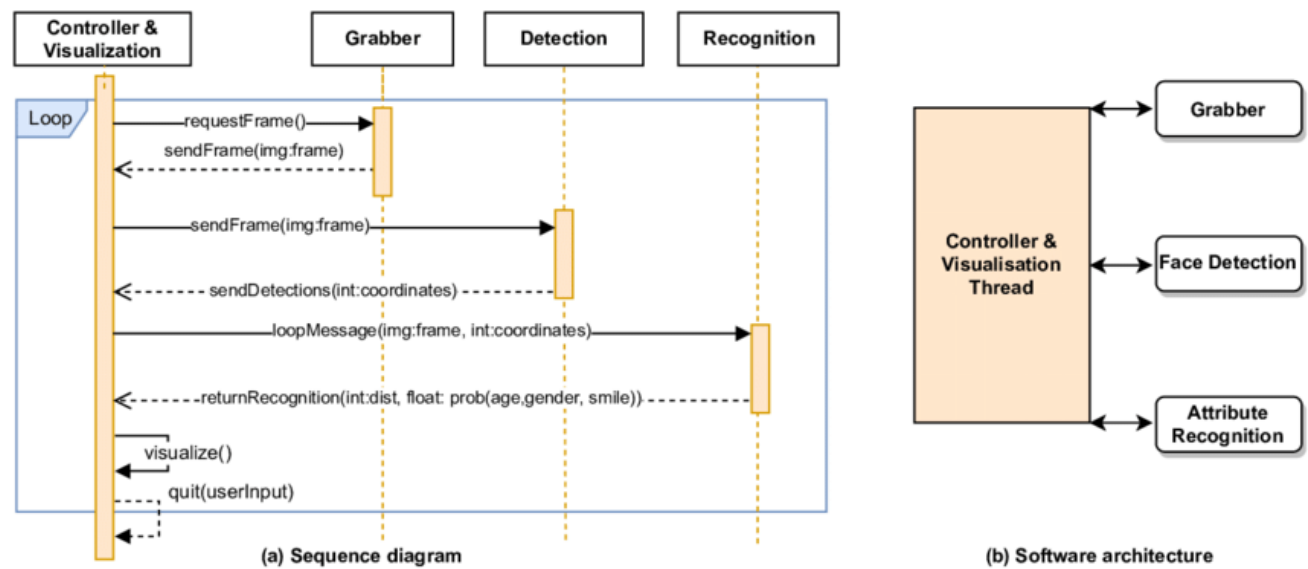 Controller &
Visualization
Grabber
Detection
Recognition
Loop
requestFrame()
sendFrame(img:frame)
sendFrame(img:frame)
sendDetections(int:coordinates)
loopMessage(img:frame, int:coordinates)
returnRecognition(int:dist, float: prob(age,gender, smile))
visualize()
quit(userInput)
(a) Sequence diagram
Controller &
Visualisation
Thread
Grabber
Face Detection
Attribute
Recognition
(b) Software architecture